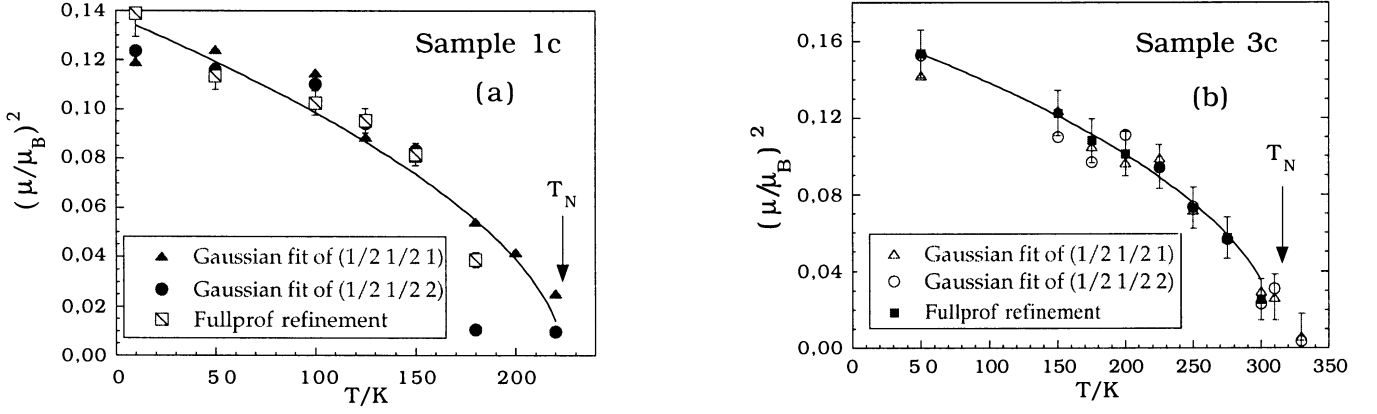 Sample 1c
(a)
(μ/μB)²
0,14
0,12
0,10
0,08
0,06
0,04
0,02
0,00
TN
Gaussian fit of (1/2 1/2 1)
Gaussian fit of (1/2 1/2 2)
Fullprof refinement
0 50 100 150 200
T/K
Sample 3c
(b)
(μ/μB)²
0,16
0,12
0,08
0,04
0,00
TN
Gaussian fit of (1/2 1/2 1)
Gaussian fit of (1/2 1/2 2)
Fullprof refinement
0 50 100 150 200 250 300 350
T/K